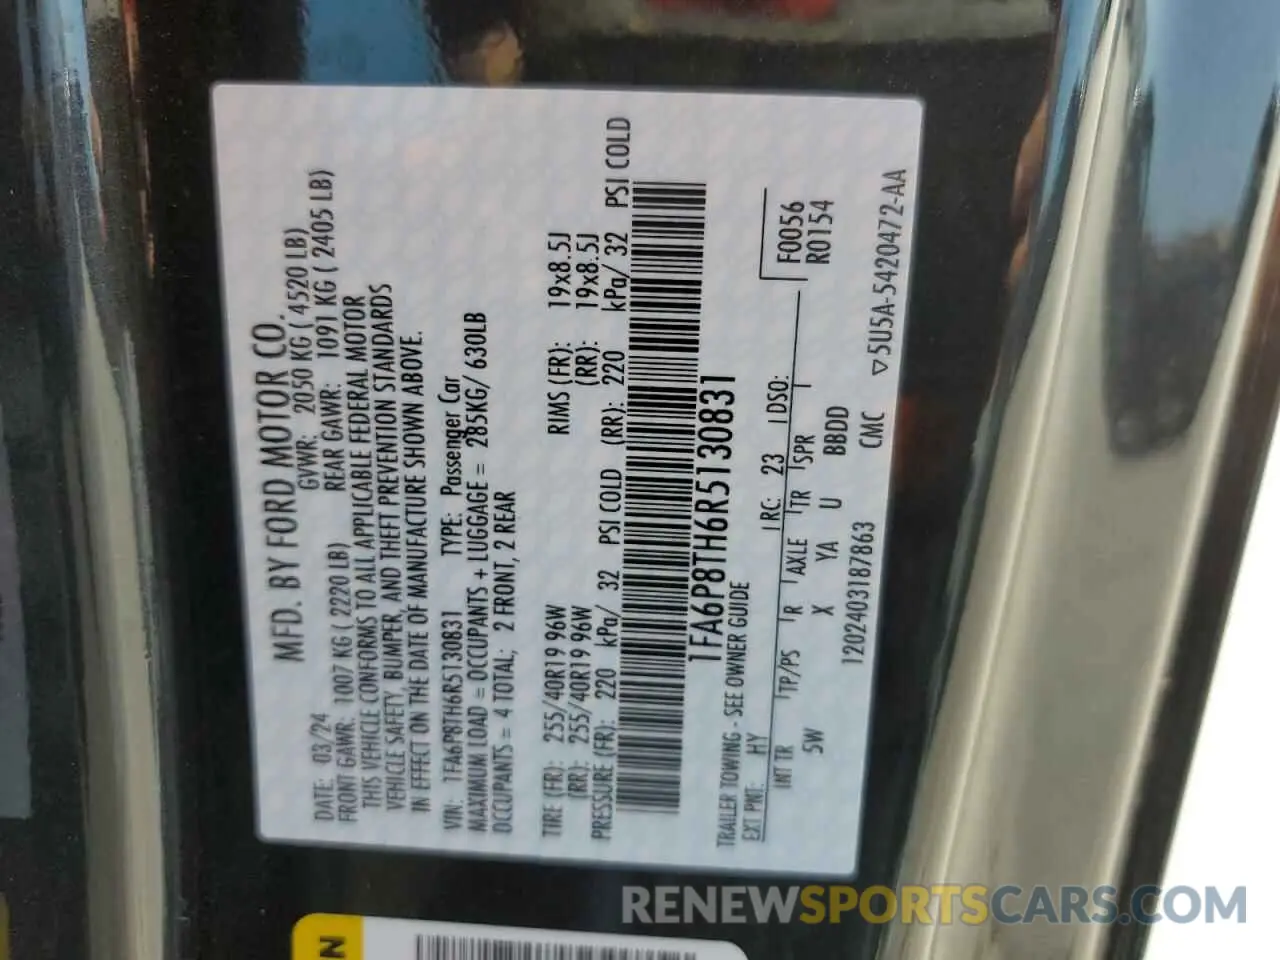 MFD. BY FORD MOTOR CO.
DATE: 03/24 GVWR: 2050 KG ( 4520 LB)
FRONT GAWR: 1007 KG ( 2220 LB) REAR GAWR: 1091 KG ( 2405 LB)
THIS VEHICLE CONFORMS TO ALL APPLICABLE FEDERAL MOTOR
VEHICLE SAFETY, BUMPER, AND THEFT PREVENTION STANDARDS
IN EFFECT ON THE DATE OF MANUFACTURE SHOWN ABOVE.
VIN: 1FA6P8TH6R5130831 TYPE: Passenger Car
MAXIMUM LOAD = OCCUPANTS + LUGGAGE = 285KG/ 630LB
OCCUPANTS = 4 TOTAL; 2 FRONT, 2 REAR
TIRE (FR): 255/40R19 96W RIMS (FR): 19x8.5J
(RR): 255/40R19 96W (RR): 19x8.5J
PRESSURE (FR): 220 kPa/ 32 PSI COLD (RR): 220 kPa/ 32 PSI COLD
1FA6P8TH6R5130831
TRAILER TOWING - SEE OWNER GUIDE
EXT PNT: HY RC: 23 DSO: F0056
R0154
INT TR TP/PS R AXLE TR SPR
5W X YA U BBDD
1202403187863 CMC ▽5U5A-5420472-AA
N
RENEWSPORTSCARS.COM